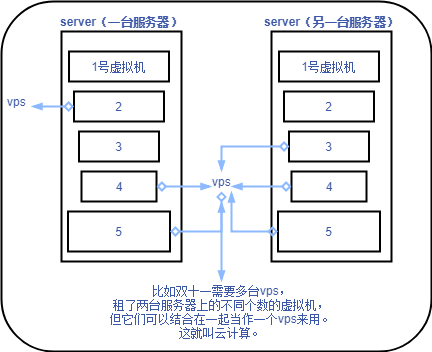 server（一台服务器）
server（另一台服务器）
1号虚拟机
1号虚拟机
vps
2
2
3
3
4
vps
4
5
5
比如双十一需要多台vps，
租了两台服务器上的不同个数的虚拟机，
但它们可以结合在一起当作一个vps来用。
这就叫云计算。